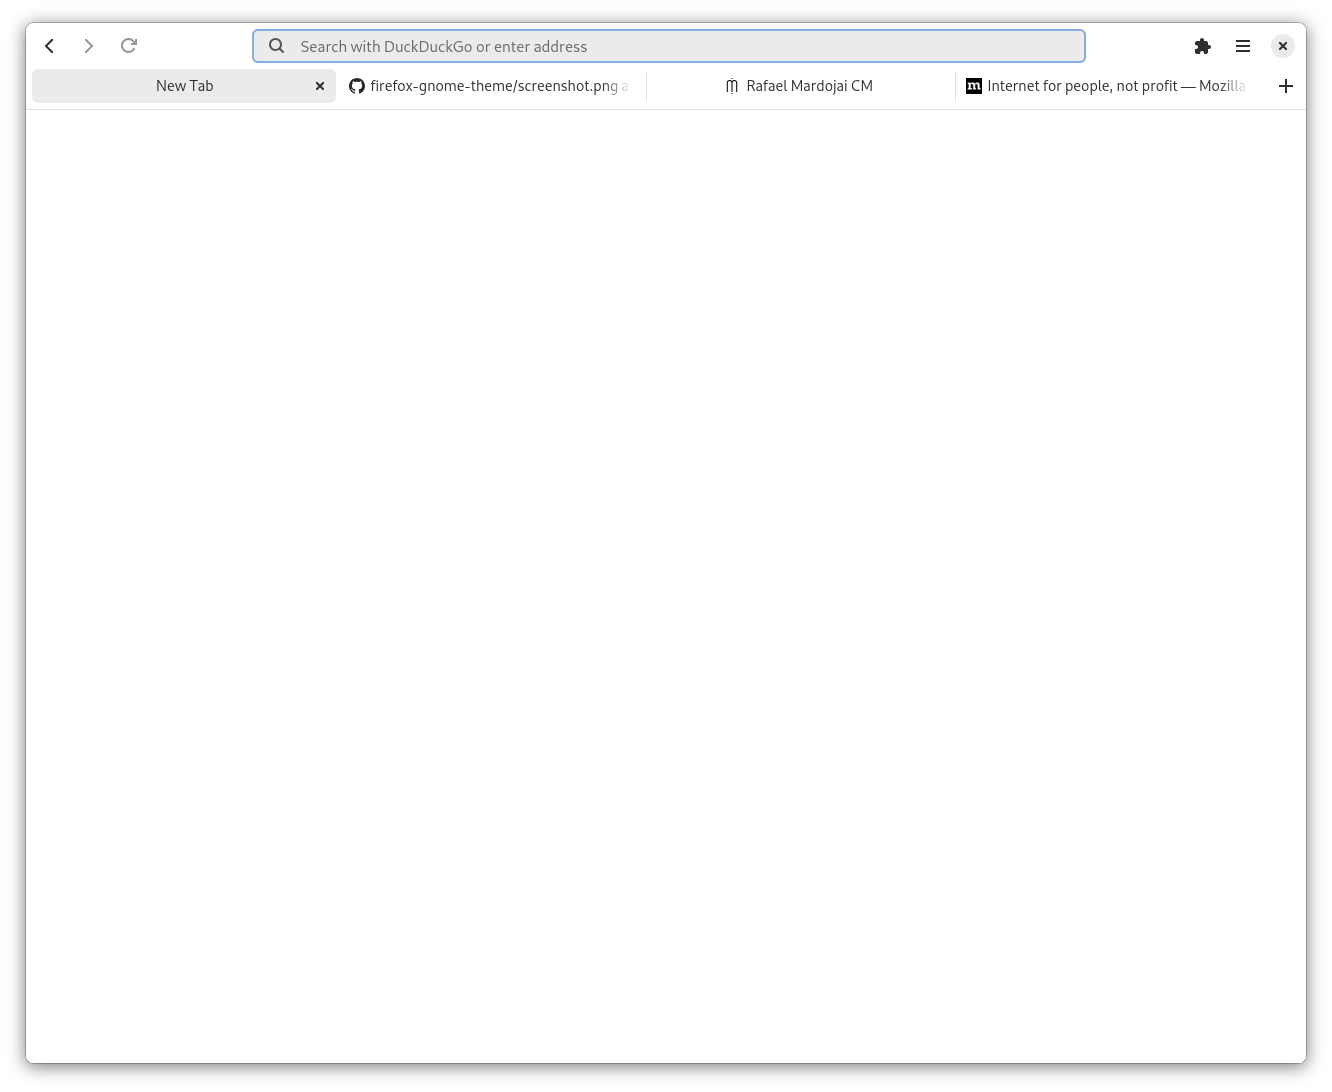 Search with DuckDuckGo or enter address
New Tab
firefox-gnome-theme/screenshot.png a
Rafael Mardojai CM
m Internet for people, not profit — Mozilla